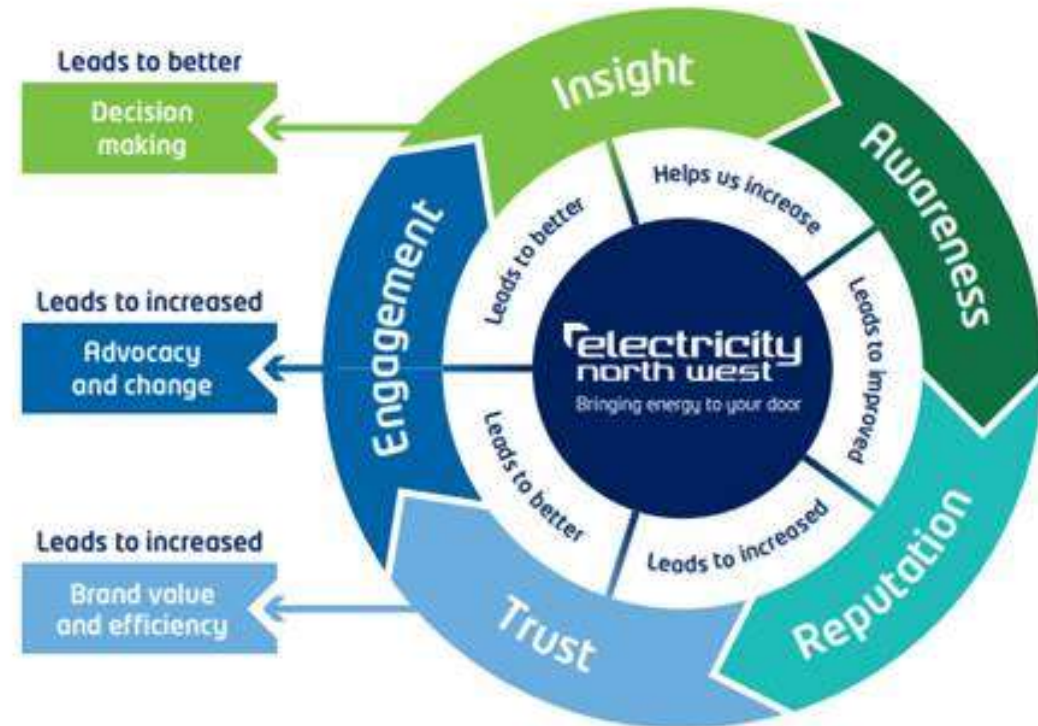 Leads to better
Decision
making
Leads to increased
Advocacy
and change
Leads to increased
Brand value
and efficiency
Insight
Awareness
Reputation
Trust
Engagement
Helps us increase
Leads to improved
Leads to increased
Leads to better
Leads to better
electricity
north west
Bringing energy to your door